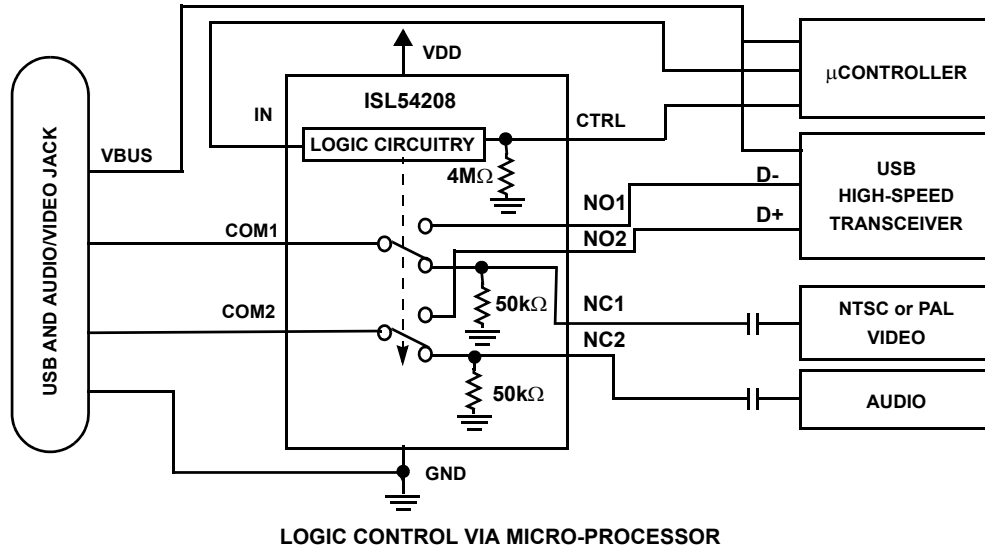 VDD
μCONTROLLER
ISL54208
IN
CTRL
LOGIC CIRCUITRY
USB AND AUDIO/VIDEO JACK
VBUS
4MΩ
USB
HIGH-SPEED
TRANSCEIVER
D-
D+
NO1
NO2
COM1
COM2
50kΩ
NC1
NC2
NTSC or PAL
VIDEO
50kΩ
AUDIO
GND
LOGIC CONTROL VIA MICRO-PROCESSOR